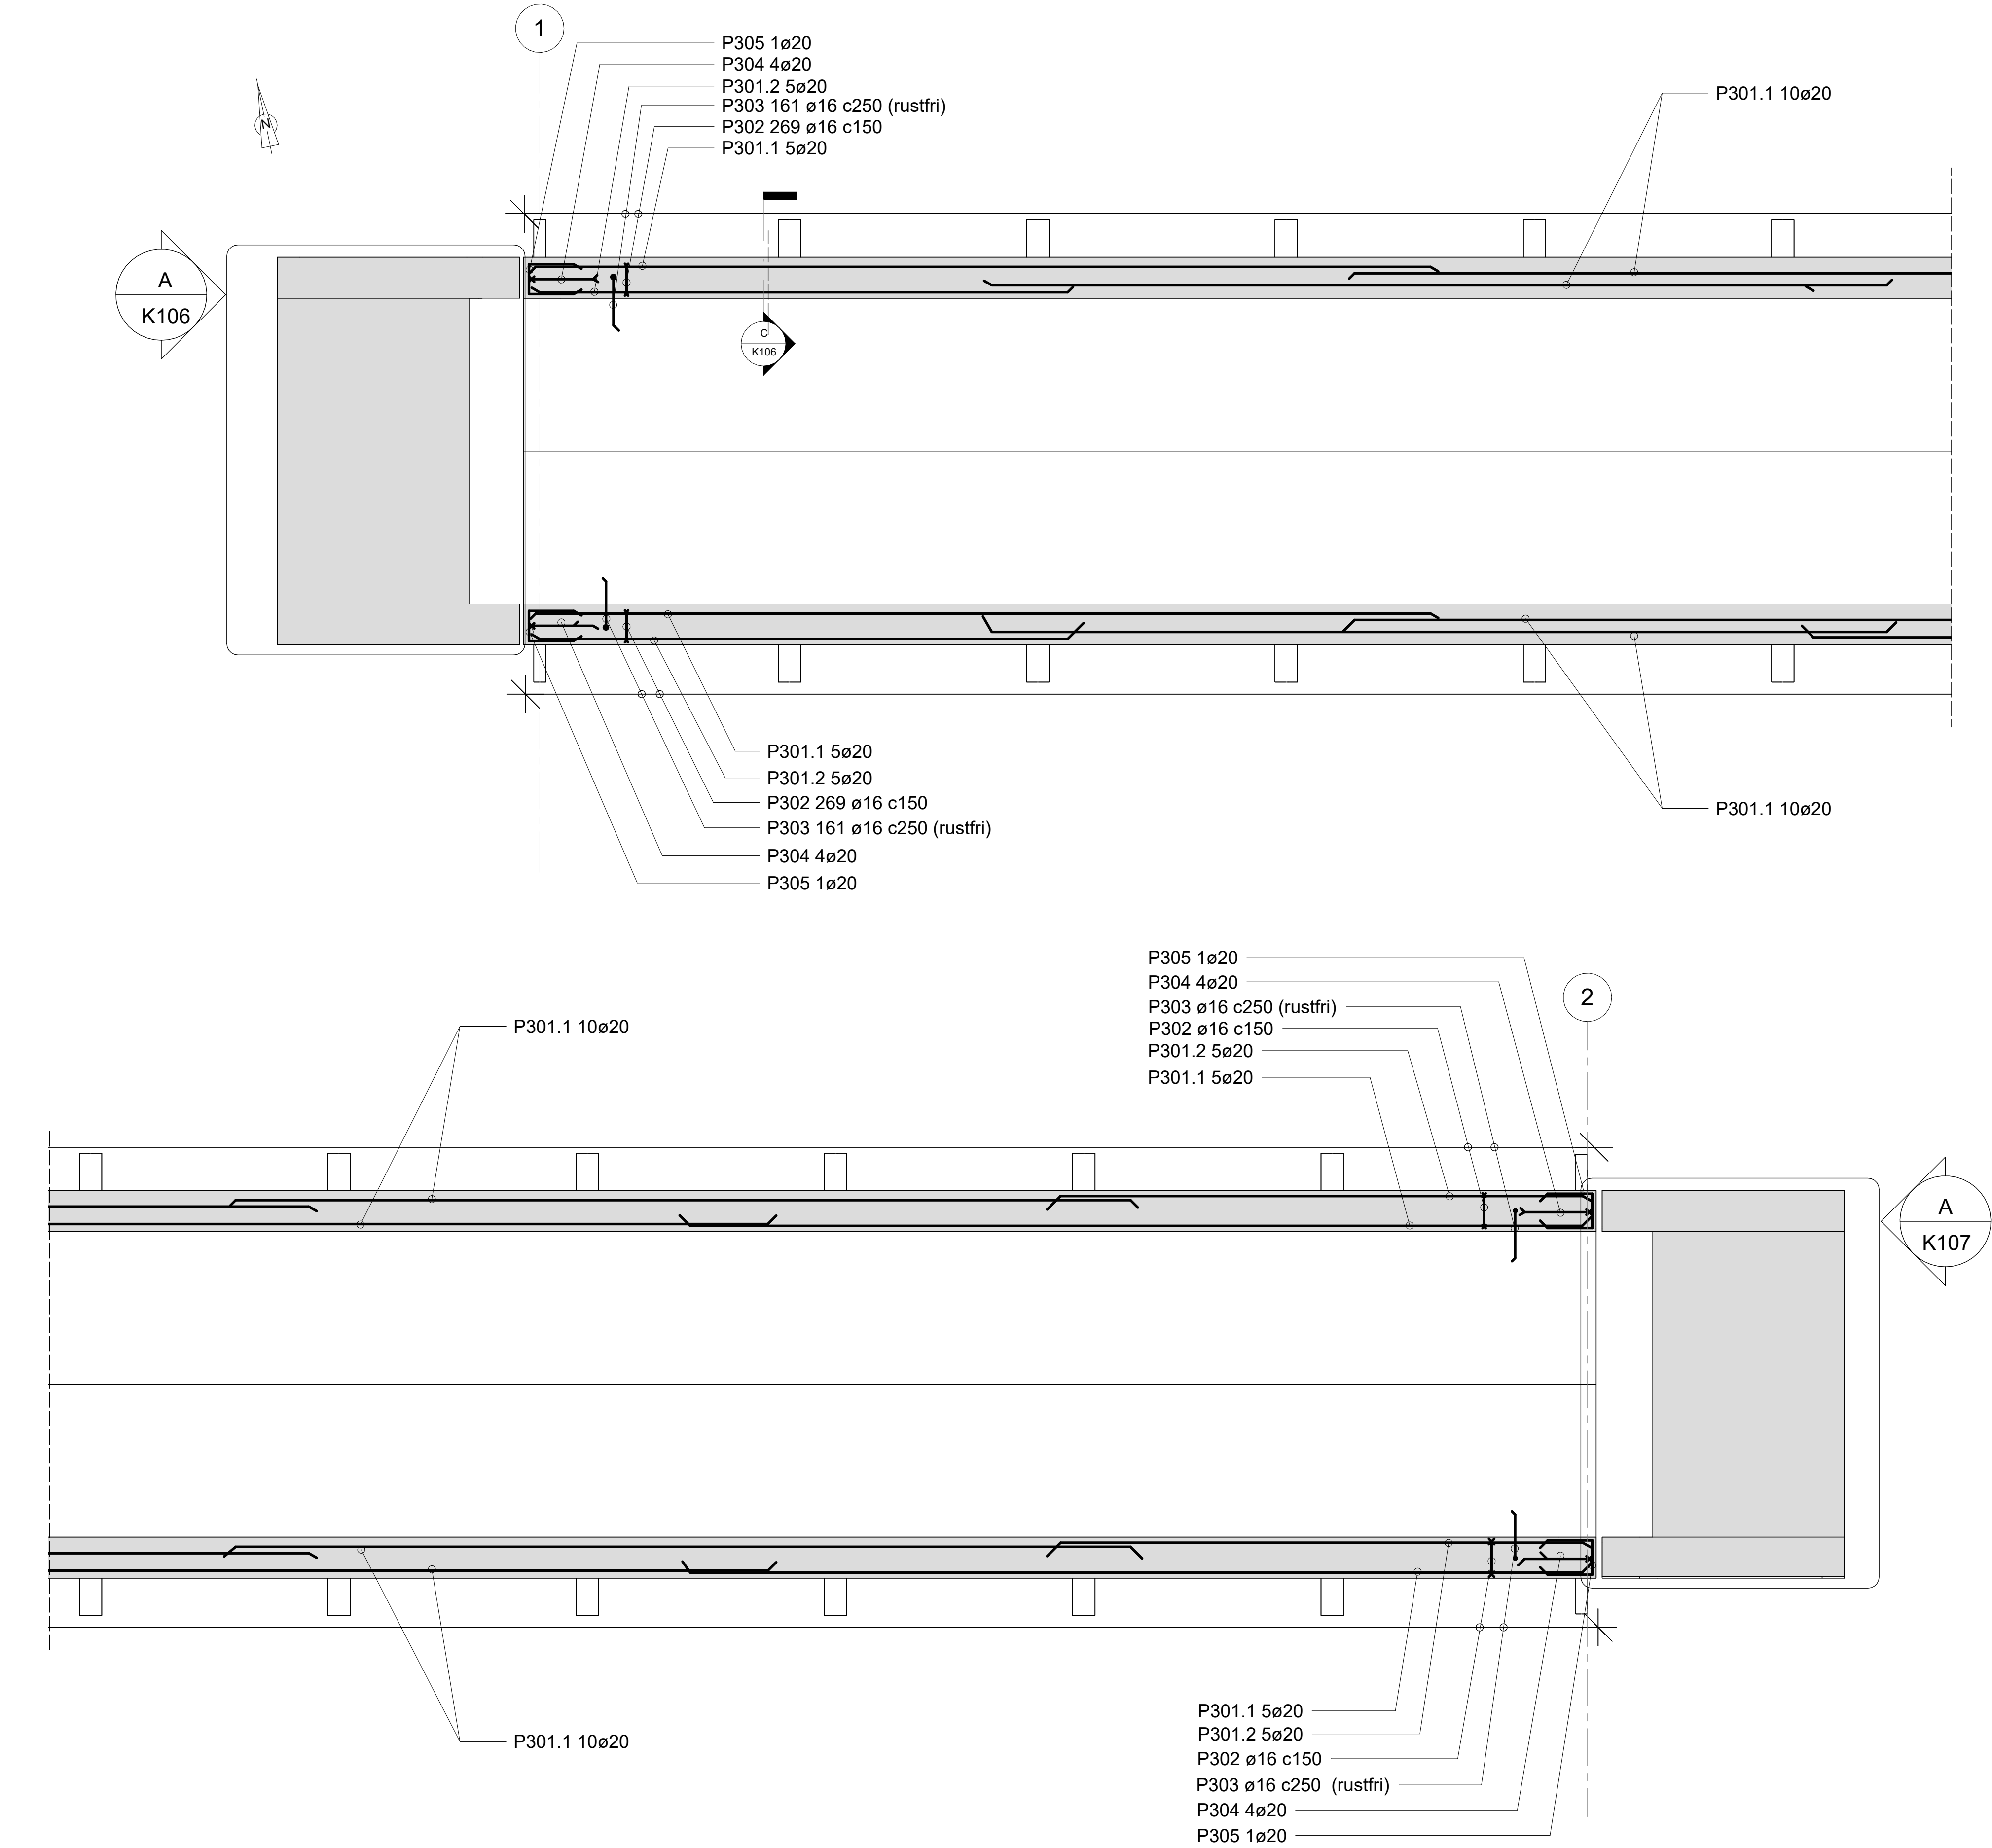 1
P305 1ø20
P304 4ø20
P301.2 5ø20
P303 161 ø16 c250 (rustfri)
P302 269 ø16 c150
P301.1 5ø20
P301.1 10ø20
N
A
K106
C
K106
P301.1 5ø20
P301.2 5ø20
P302 269 ø16 c150
P303 161 ø16 c250 (rustfri)
P304 4ø20
P305 1ø20
P301.1 10ø20
P305 1ø20
P304 4ø20
P303 ø16 c250 (rustfri)
P302 ø16 c150
P301.2 5ø20
P301.1 5ø20
2
P301.1 10ø20
A
K107
P301.1 10ø20
P301.1 5ø20
P301.2 5ø20
P302 ø16 c150
P303 ø16 c250 (rustfri)
P304 4ø20
P305 1ø20